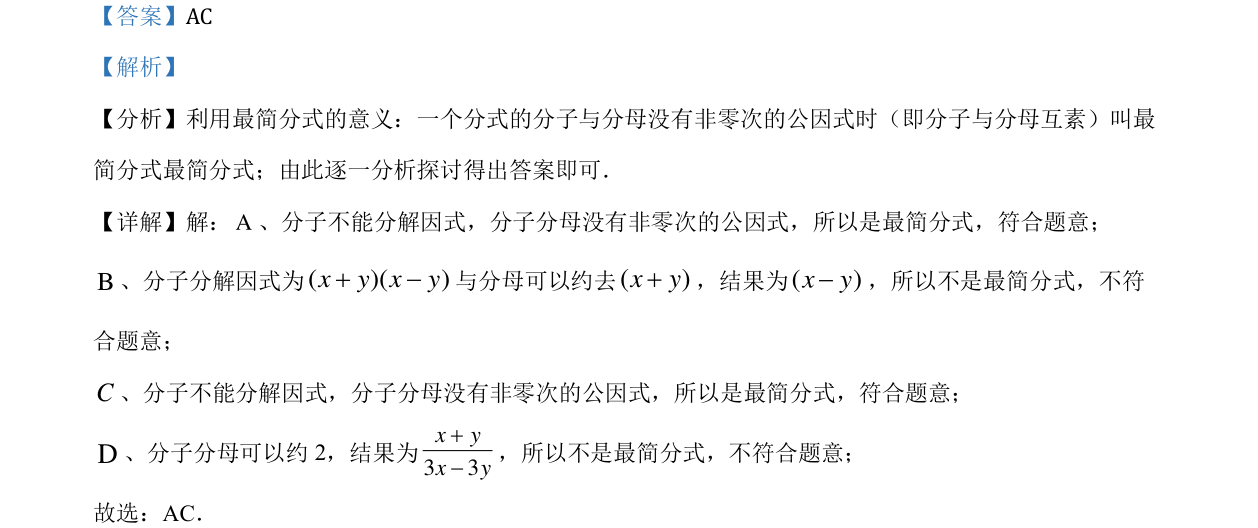 【答案】AC
【解析】
【分析】利用最简分式的意义：一个分式的分子与分母没有非零次的公因式时（即分子与分母互素）叫最
简分式最简分式；由此逐一分析探讨得出答案即可．
【详解】解： A 、分子不能分解因式，分子分母没有非零次的公因式，所以是最简分式，符合题意；
B 、分子分解因式为(x + y)(x − y) 与分母可以约去(x + y)，结果为(x − y)，所以不是最简分式，不符
合题意；
C 、分子不能分解因式，分子分母没有非零次的公因式，所以是最简分式，符合题意；
D 、分子分母可以约 2，结果为 (x + y)/(3x − 3y)，所以不是最简分式，不符合题意；
故选：AC．